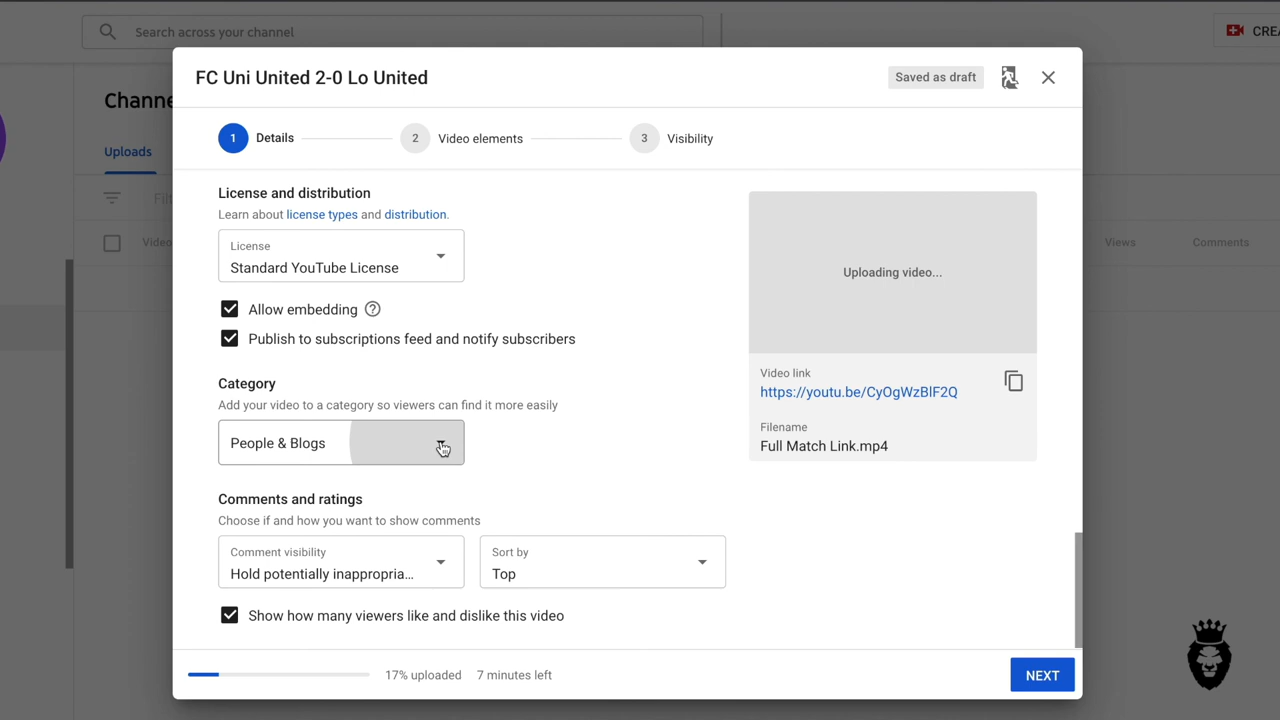 Search across your channel
CREA
FC Uni United 2-0 Lo United
Saved as draft
Channe
1 Details
2 Video elements
3 Visibility
Uploads
License and distribution
Learn about license types and distribution.
Filt
License
Standard YouTube License
Video
Views
Comments
Uploading video...
Allow embedding
Publish to subscriptions feed and notify subscribers
Video link
https://youtu.be/CyOgWzBlF2Q
Category
Add your video to a category so viewers can find it more easily
People & Blogs
Filename
Full Match Link.mp4
Comments and ratings
Choose if and how you want to show comments
Comment visibility
Hold potentially inappropria...
Sort by
Top
Show how many viewers like and dislike this video
17% uploaded 7 minutes left
NEXT